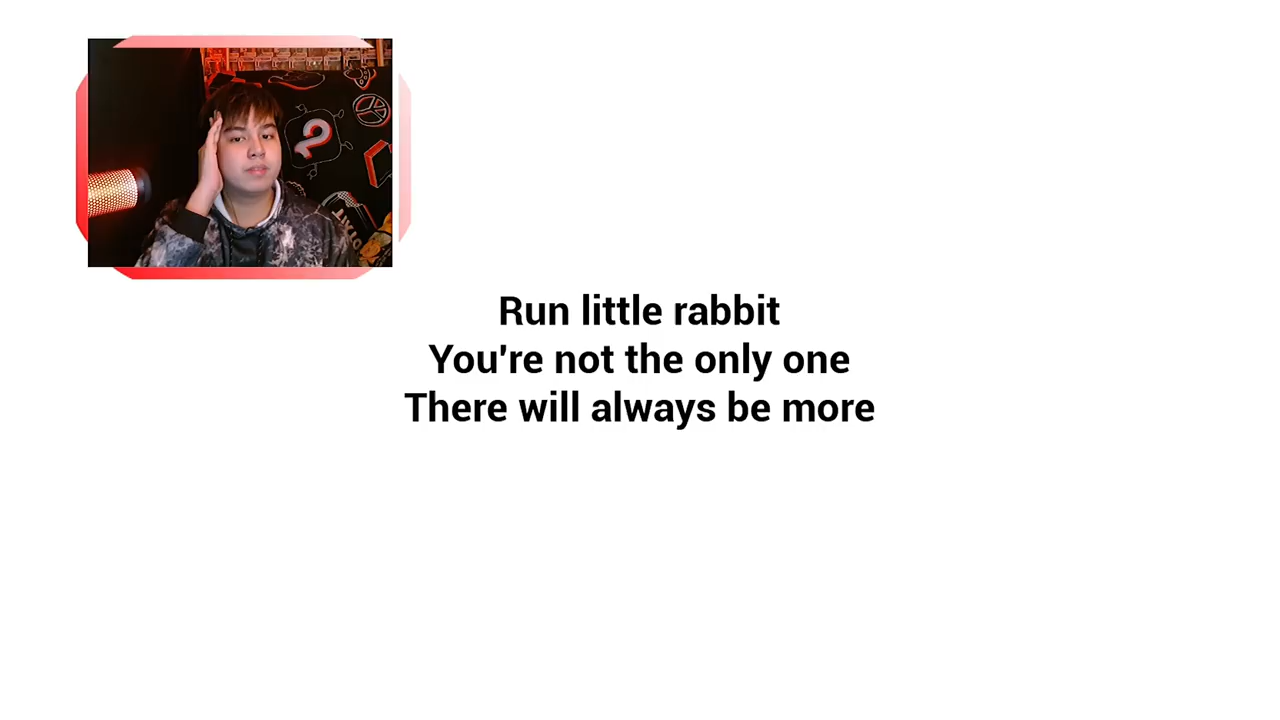 Run little rabbit
You're not the only one
There will always be more